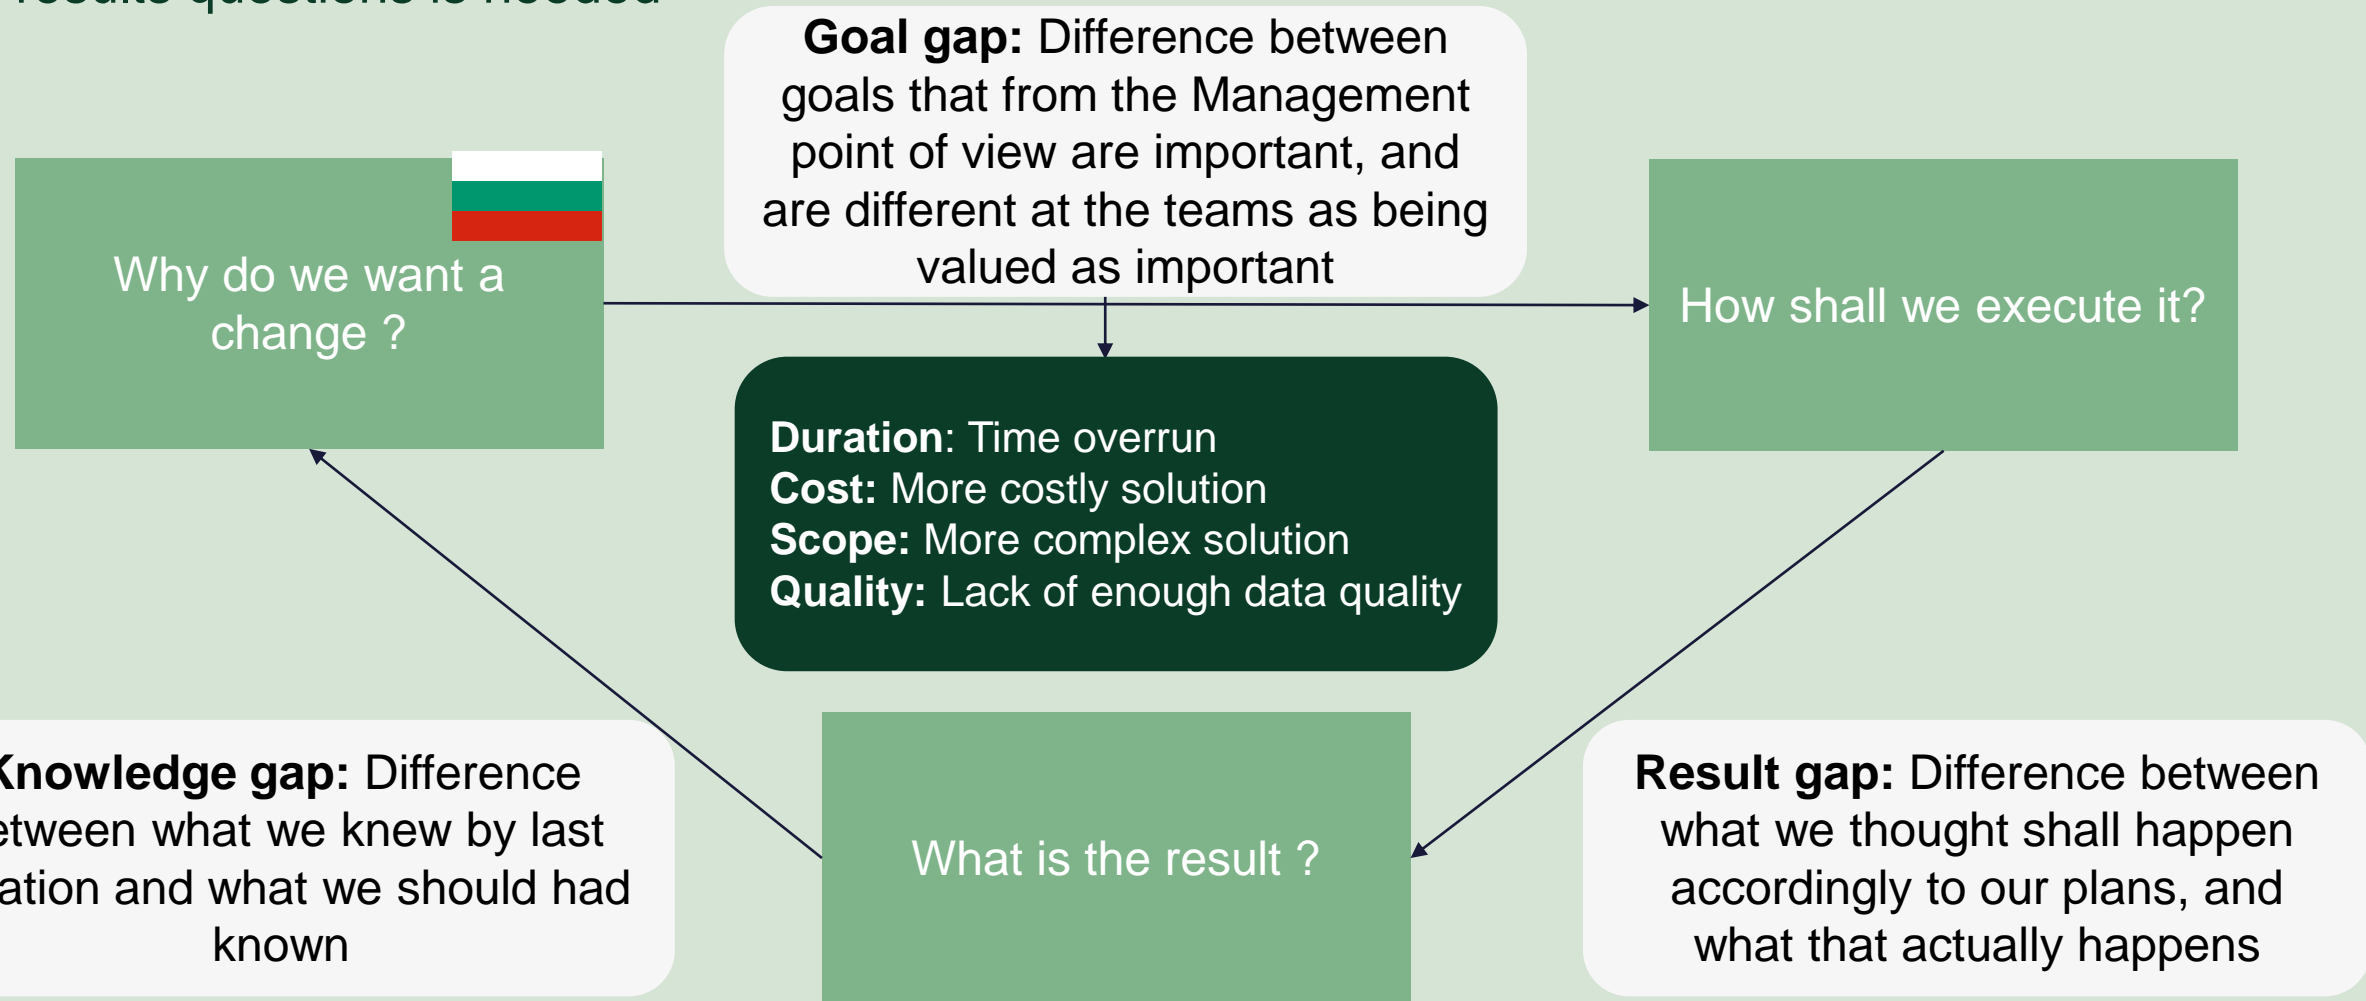 results questions is needed
Goal gap: Difference between
goals that from the Management
point of view are important, and
are different at the teams as being
valued as important
Why do we want a
change ?
How shall we execute it?
Duration: Time overrun
Cost: More costly solution
Scope: More complex solution
Quality: Lack of enough data quality
Knowledge gap: Difference
etween what we knew by last
ation and what we should had
known
What is the result ?
Result gap: Difference between
what we thought shall happen
accordingly to our plans, and
what that actually happens